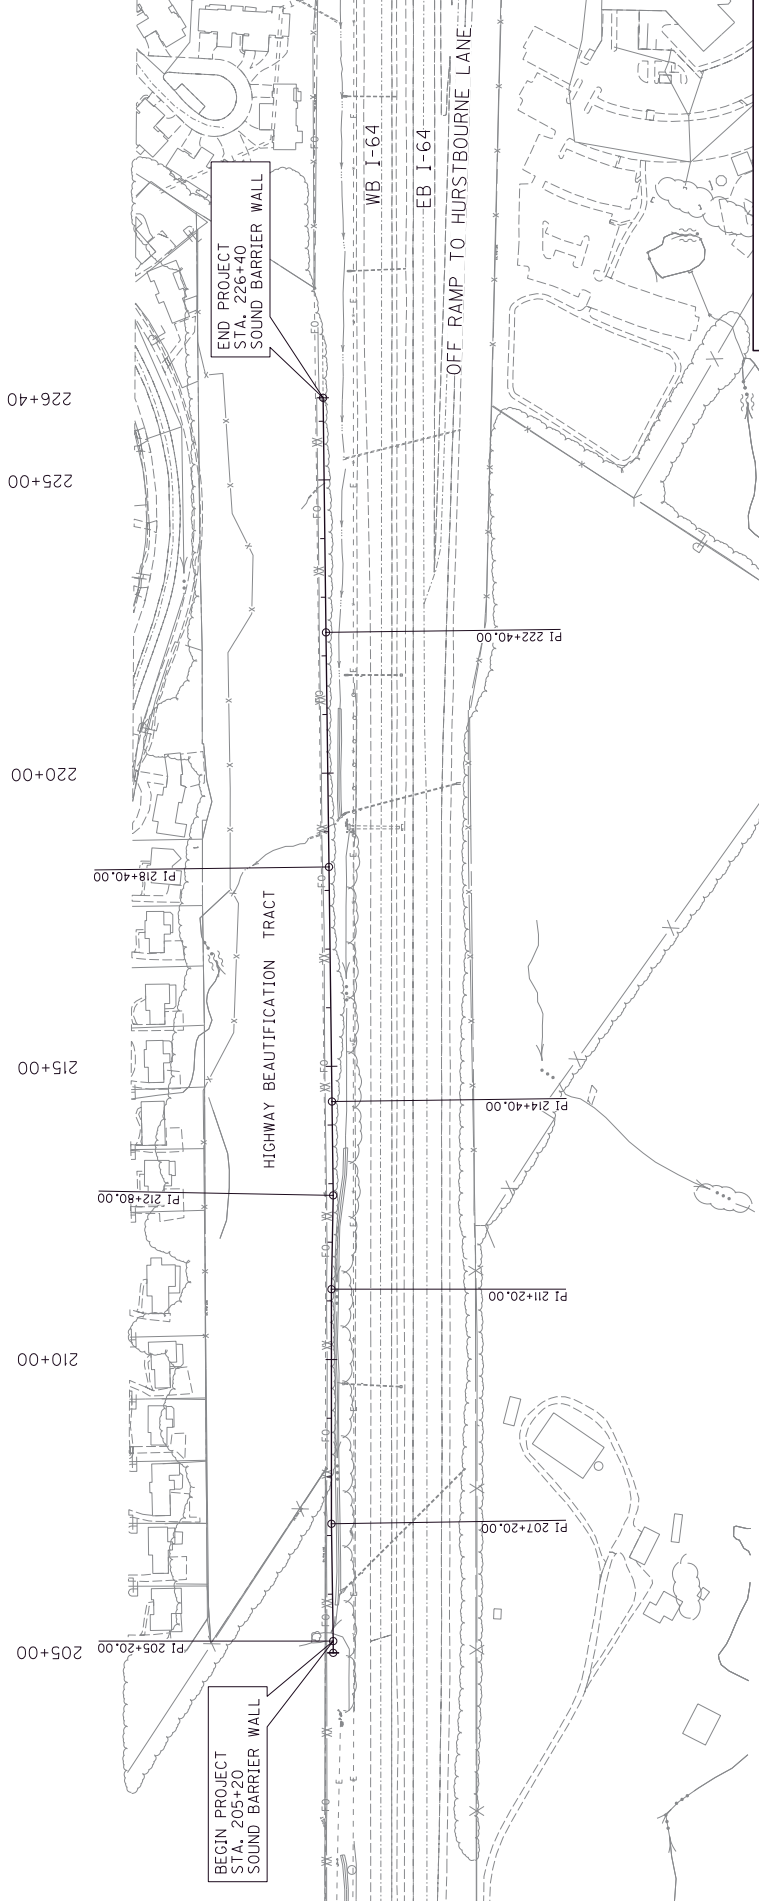 END PROJECT
STA. 226+40
SOUND BARRIER WALL
WB I-64
EB I-64
OFF RAMP TO HURSTBOURNE LANE
226+40
225+00
PI 222+40.00
220+00
PI 218+40.00
HIGHWAY BEAUTIFICATION TRACT
215+00
PI 214+40.00
PI 212+80.00
PI 211+20.00
210+00
PI 207+20.00
PI 205+20.00
205+00
BEGIN PROJECT
STA. 205+20
SOUND BARRIER WALL